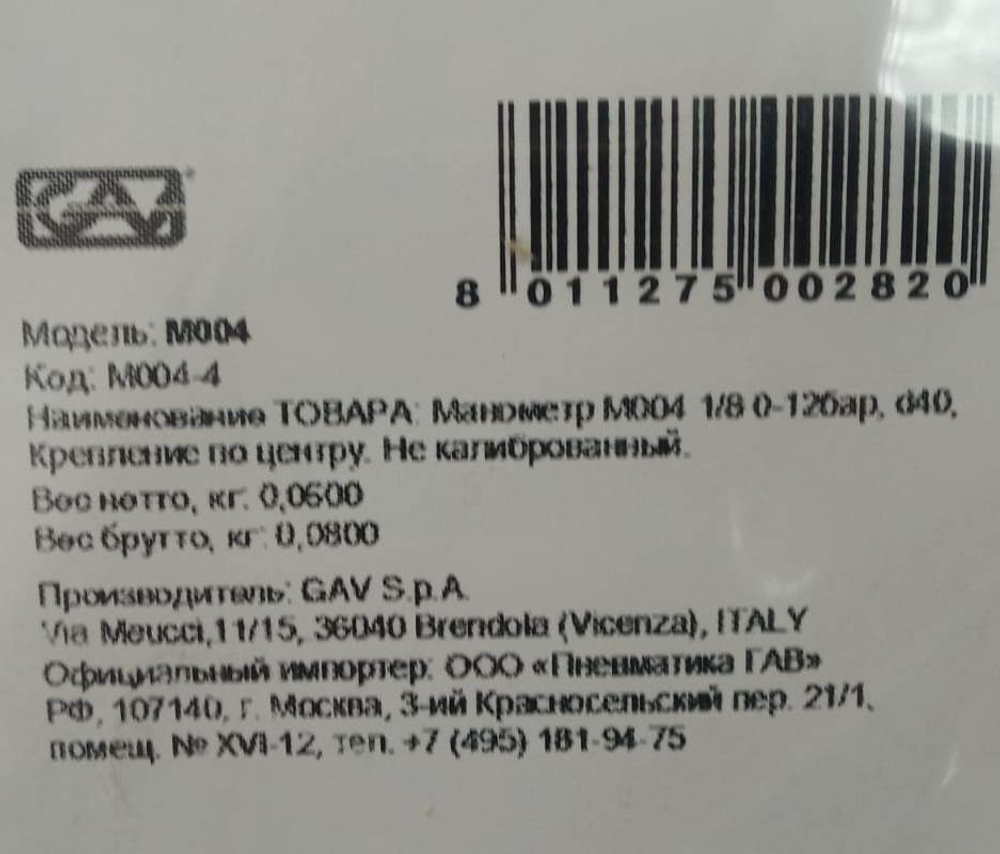 GAV
8 011275 002820
Модель: M004
Код: M004-4
Наименование ТОВАРА: Манометр M004 1/8 0-12бар, d40,
Крепление по центру. Не калиброванный.
Вес нетто, кг: 0,0600
Вес брутто, кг: 0,0800
Производитель: GAV S.p.A.
Via Meucci,11/15, 36040 Brendola (Vicenza), ITALY
Официальный импортер: ООО «Пневматика ГАВ»
РФ, 107140, г. Москва, 3-ий Красносельский пер. 21/1,
помещ. № XVI-12, тел. +7 (495) 181-94-75